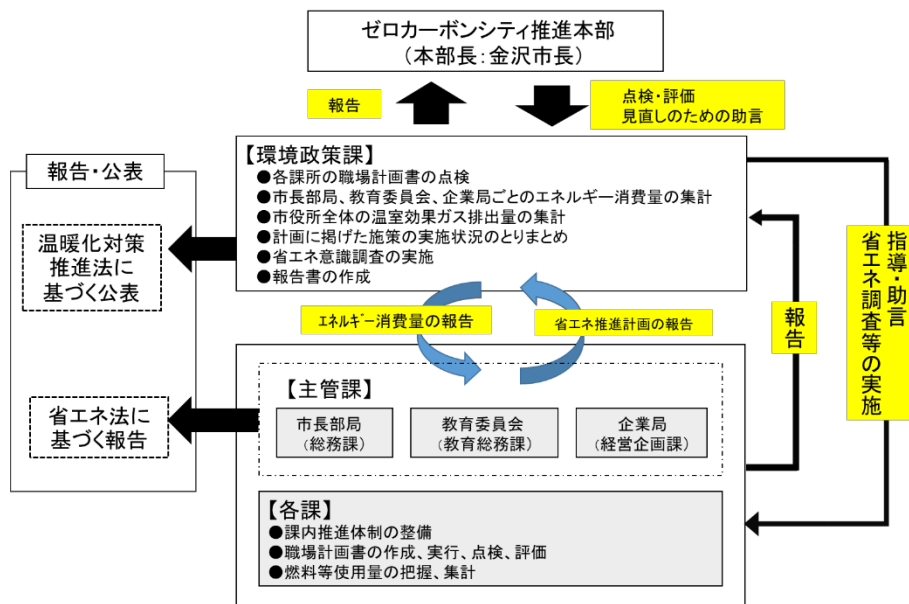 ゼロカーボンシティ推進本部
（本部長：金沢市長）
報告
点検・評価
見直しのための助言
【環境政策課】
●各課所の職場計画書の点検
●市長部局、教育委員会、企業局ごとのエネルギー消費量の集計
●市役所全体の温室効果ガス排出量の集計
●計画に掲げた施策の実施状況のとりまとめ
●省エネ意識調査の実施
●報告書の作成
報告・公表
温暖化対策
推進法に
基づく公表
省エネ法に
基づく報告
エネルギー消費量の報告
省エネ推進計画の報告
【主管課】
市長部局
（総務課）
教育委員会
（教育総務課）
企業局
（経営企画課）
【各課】
●課内推進体制の整備
●職場計画書の作成、実行、点検、評価
●燃料等使用量の把握、集計
報告
指導・助言
省エネ調査等の実施